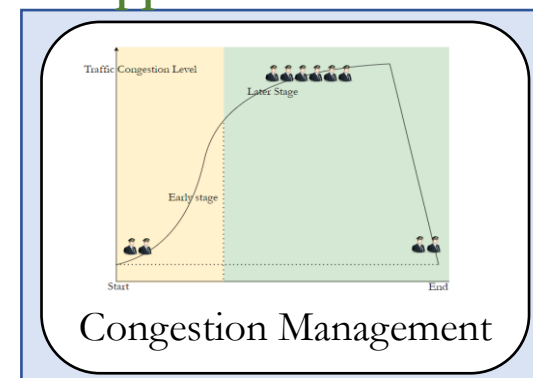 Traffic Congestion Level
Later Stage
Early stage
Start
End
Congestion Management